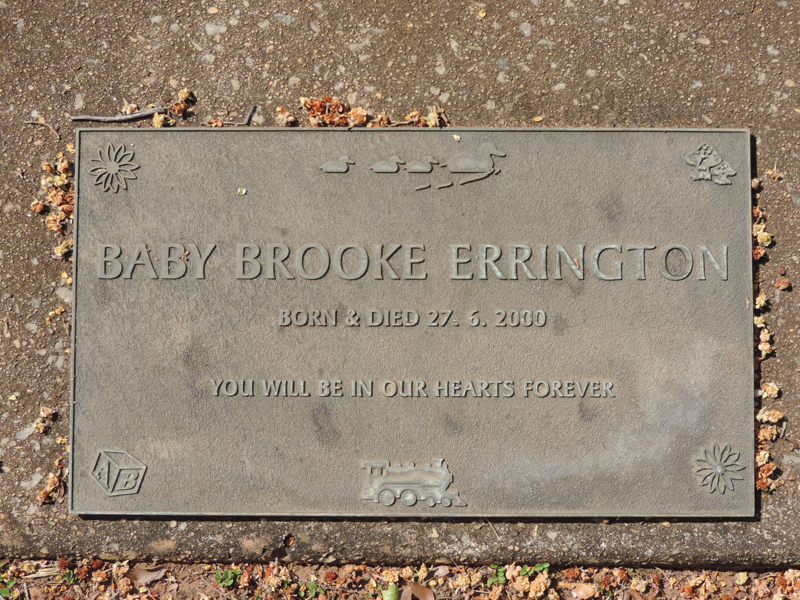 BABY BROOKE ERRINGTON
BORN & DIED 27. 6. 2000
YOU WILL BE IN OUR HEARTS FOREVER
A B